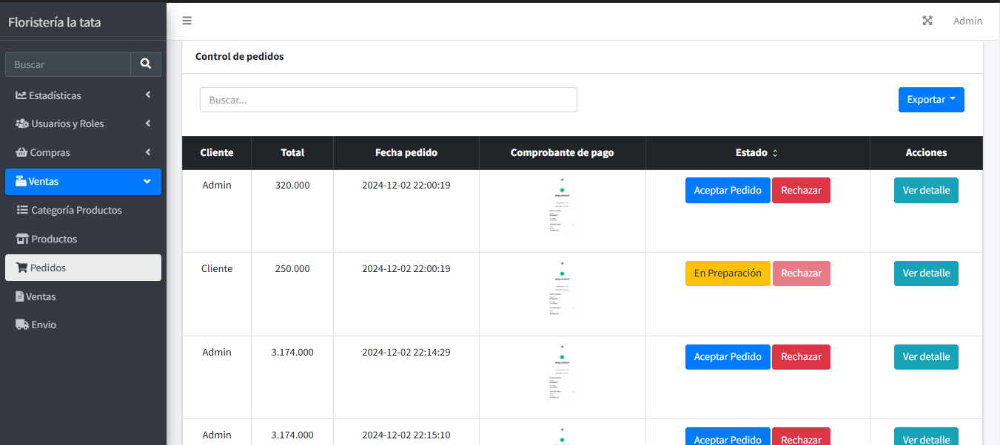 Floristería la tata
Admin
Buscar
Estadísticas
Usuarios y Roles
Compras
Ventas
Categoría Productos
Productos
Pedidos
Ventas
Envio
Control de pedidos
Buscar...
Exportar
Cliente Total Fecha pedido Comprobante de pago Estado Acciones
Admin 320.000 2024-12-02 22:00:19 Aceptar Pedido Rechazar Ver detalle
Cliente 250.000 2024-12-02 22:00:19 En Preparación Rechazar Ver detalle
Admin 3.174.000 2024-12-02 22:14:29 Aceptar Pedido Rechazar Ver detalle
Admin 3.174.000 2024-12-02 22:15:10 Aceptar Pedido Rechazar Ver detalle